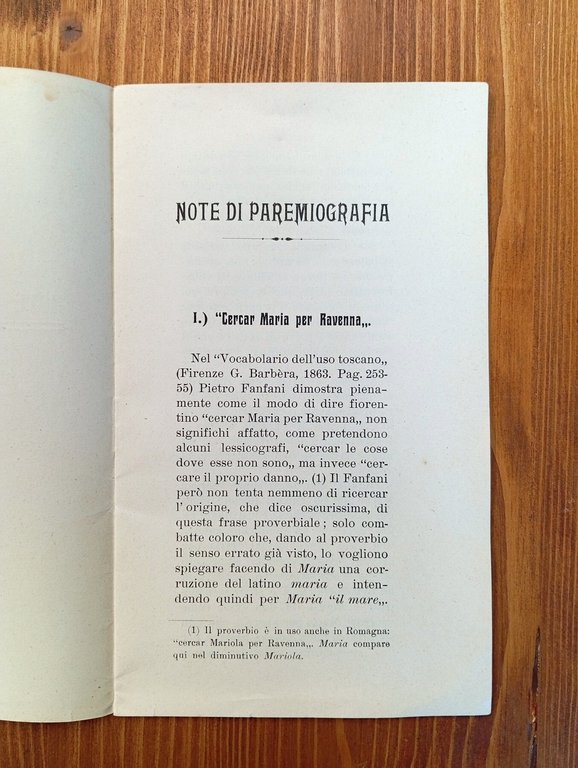 NOTE DI PAREMIOGRAFIA
I.) “Cercar Maria per Ravenna„.
Nel “Vocabolario dell'uso toscano„
(Firenze G. Barbèra, 1863. Pag. 253-
55) Pietro Fanfani dimostra piena-
mente come il modo di dire fioren-
tino “cercar Maria per Ravenna„ non
significhi affatto, come pretendono
alcuni lessicografi, “cercar le cose
dove esse non sono„ ma invece “cer-
care il proprio danno„. (1) Il Fanfani
però non tenta nemmeno di ricercar
l' origine, che dice oscurissima, di
questa frase proverbiale ; solo com-
batte coloro che, dando al proverbio
il senso errato già visto, lo vogliono
spiegare facendo di Maria una cor-
ruzione del latino maria e inten-
dendo quindi per Maria “il mare„.
(1) Il proverbio è in uso anche in Romagna:
“cercar Mariola per Ravenna„. Maria compare
qui nel diminutivo Mariola.